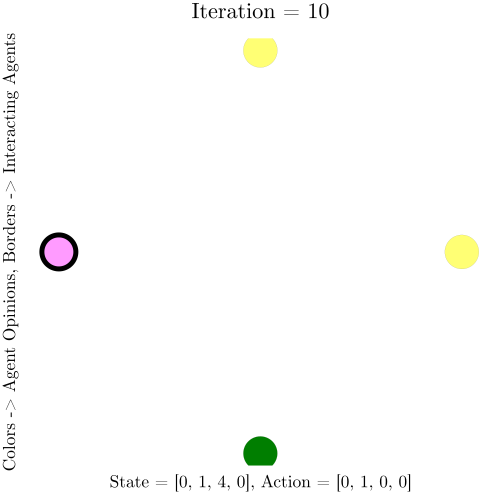 Iteration = 10
Colors -> Agent Opinions, Borders -> Interacting Agents
State = [0, 1, 4, 0], Action = [0, 1, 0, 0]